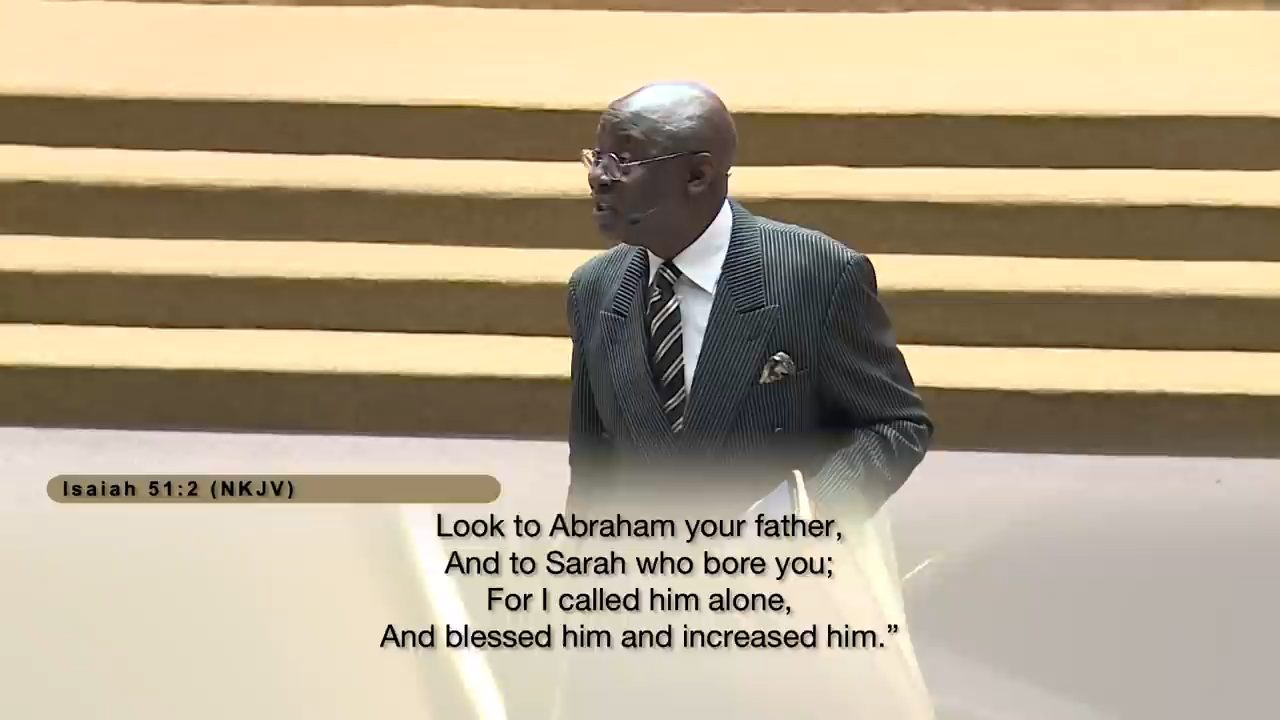 Isaiah 51:2 (NKJV)
Look to Abraham your father,
And to Sarah who bore you;
For I called him alone,
And blessed him and increased him.”